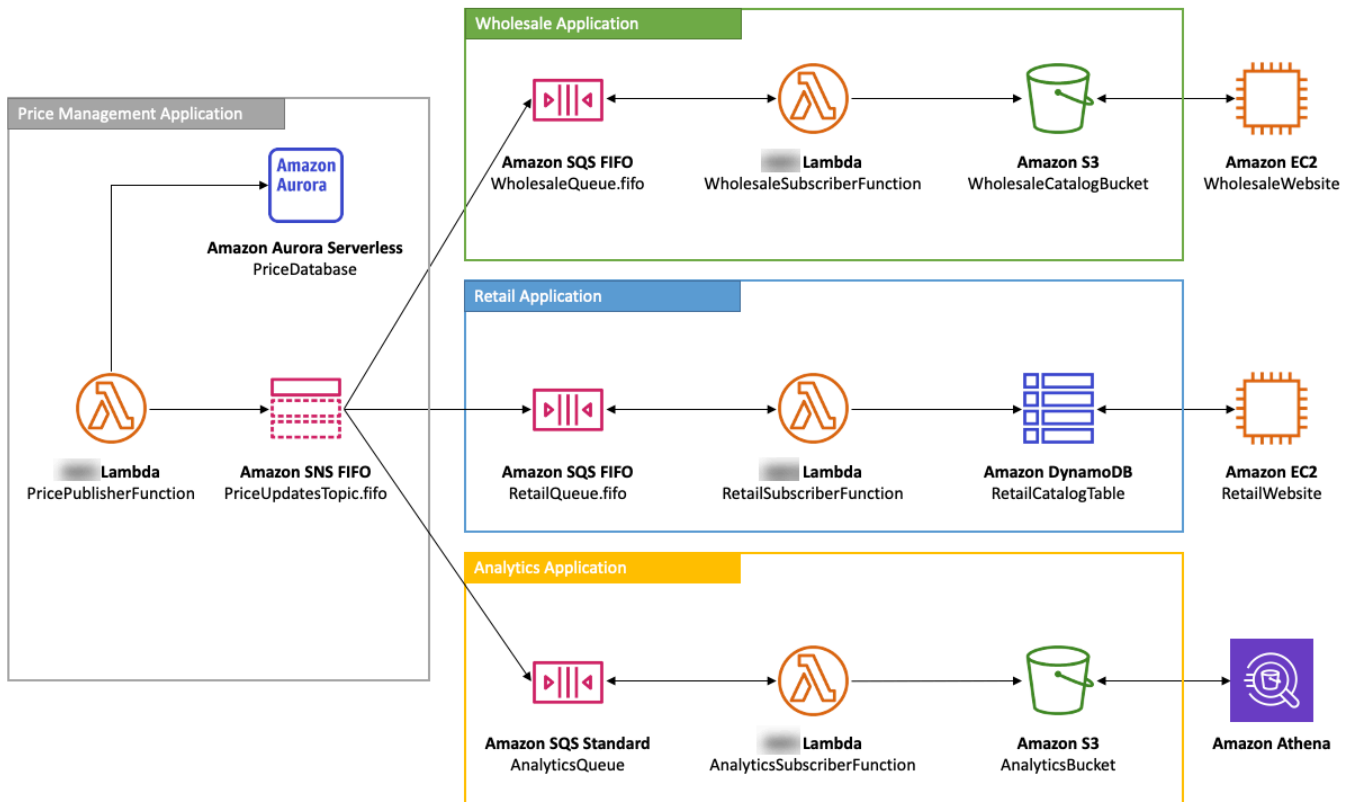 Wholesale Application
Amazon SQS FIFO
WholesaleQueue.fifo
Lambda
WholesaleSubscriberFunction
Amazon S3
WholesaleCatalogBucket
Amazon EC2
WholesaleWebsite
Price Management Application
Amazon
Aurora
Amazon Aurora Serverless
PriceDatabase
Lambda
PricePublisherFunction
Amazon SNS FIFO
PriceUpdatesTopic.fifo
Retail Application
Amazon SQS FIFO
RetailQueue.fifo
Lambda
RetailSubscriberFunction
Amazon DynamoDB
RetailCatalogTable
Amazon EC2
RetailWebsite
Analytics Application
Amazon SQS Standard
AnalyticsQueue
Lambda
AnalyticsSubscriberFunction
Amazon S3
AnalyticsBucket
Amazon Athena